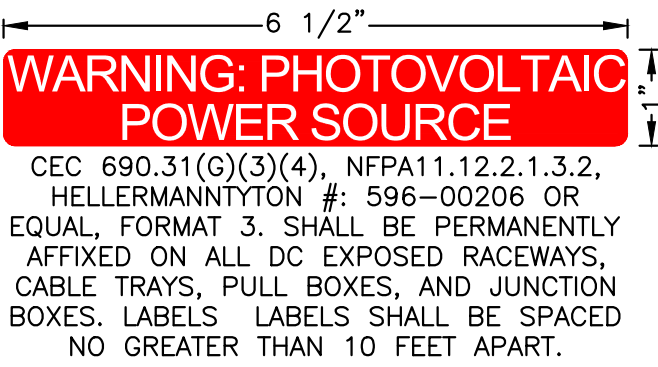 6 1/2"
WARNING: PHOTOVOLTAIC
POWER SOURCE
1"
CEC 690.31(G)(3)(4), NFPA11.12.2.1.3.2,
HELLERMANNTYTON #: 596-00206 OR
EQUAL, FORMAT 3. SHALL BE PERMANENTLY
AFFIXED ON ALL DC EXPOSED RACEWAYS,
CABLE TRAYS, PULL BOXES, AND JUNCTION
BOXES. LABELS LABELS SHALL BE SPACED
NO GREATER THAN 10 FEET APART.